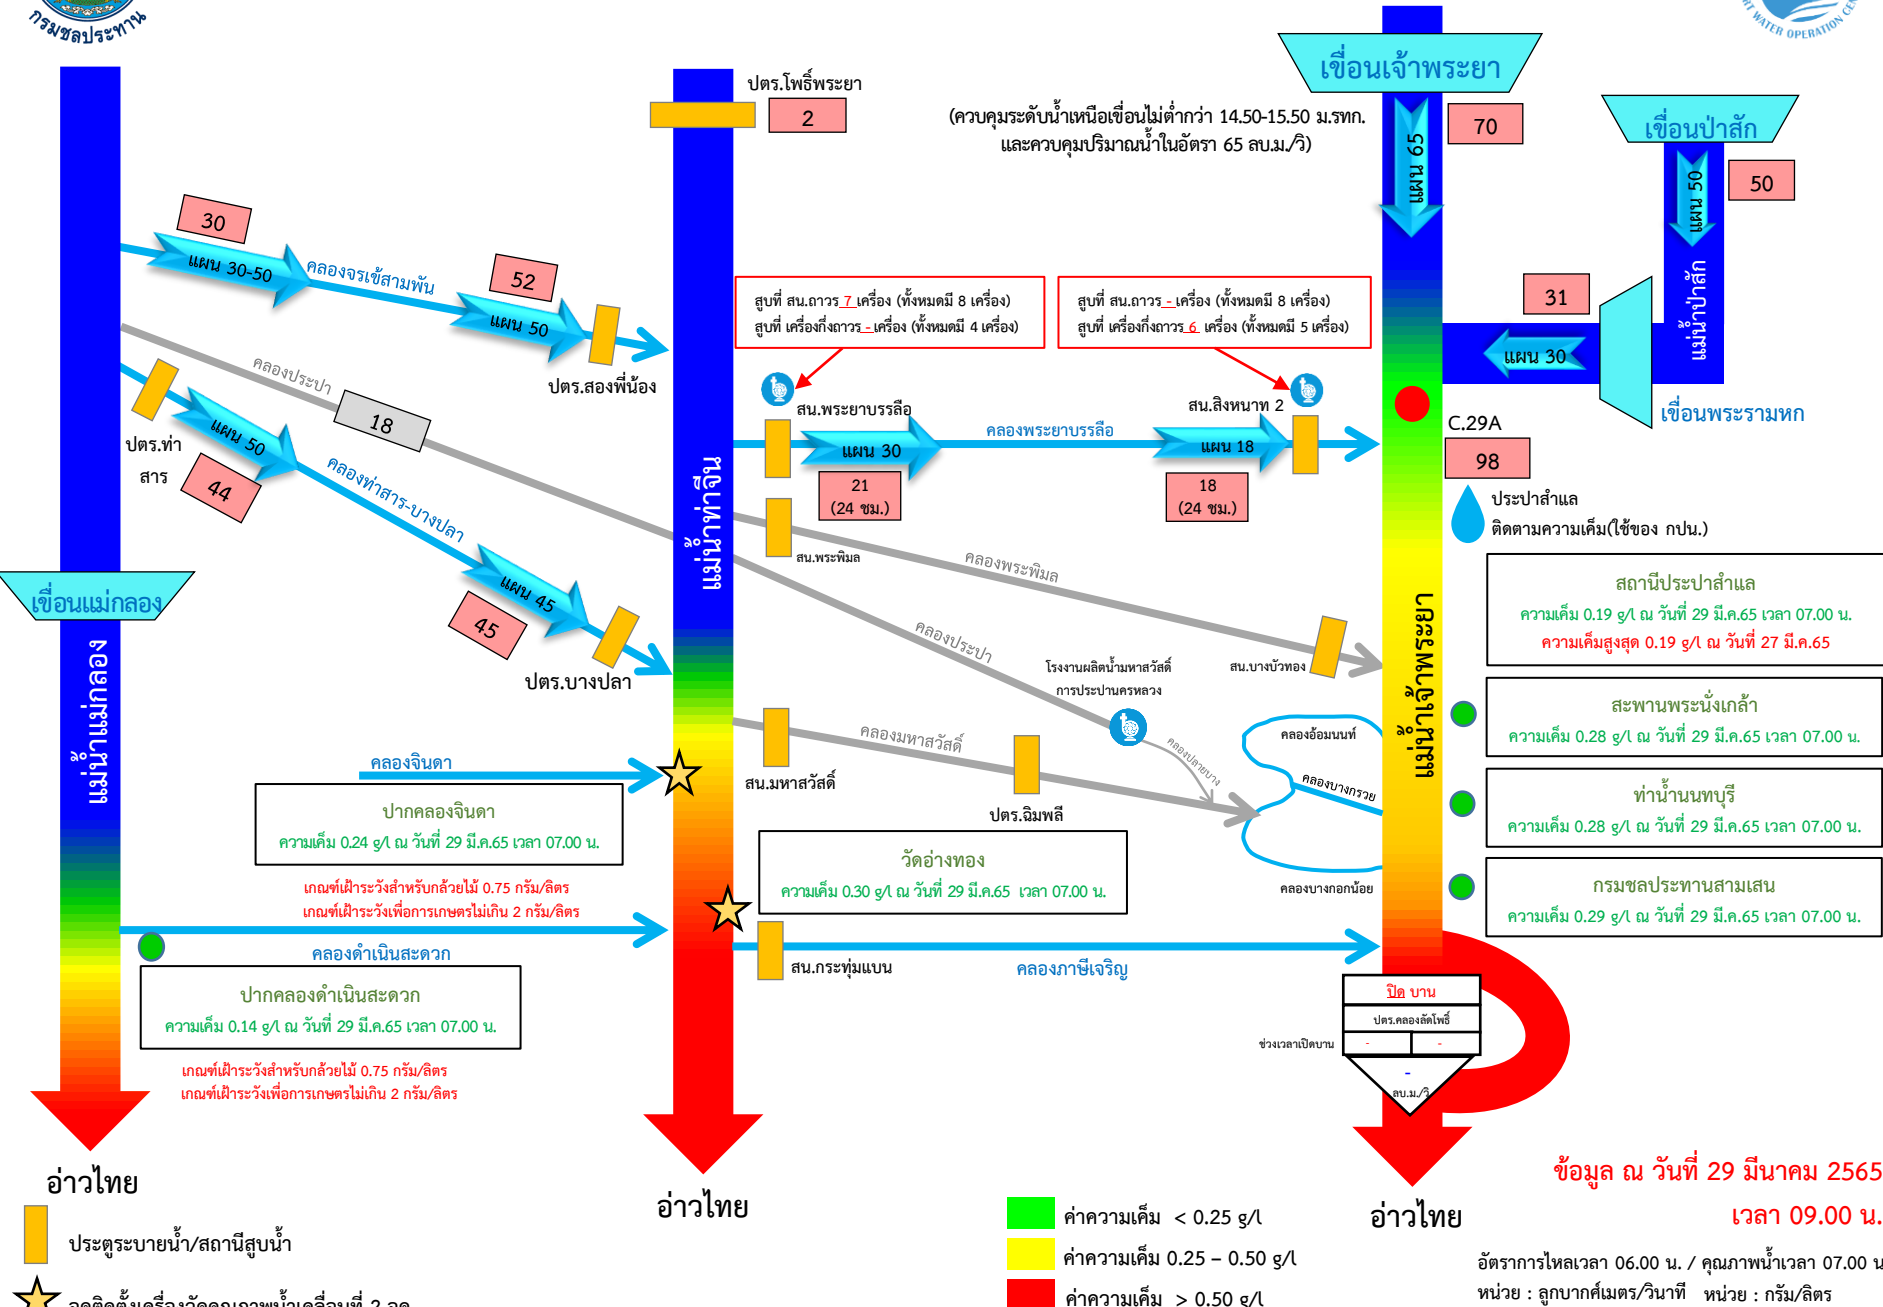 กรมชลประทาน
RT WATER OPERATION CEN
เขื่อนเจ้าพระยา
ปตร.โพธิ์พระยา
2
(ควบคุมระดับน้ำเหนือเขื่อนไม่ต่ำกว่า 14.50-15.50 ม.รทก.
และควบคุมปริมาณน้ำในอัตรา 65 ลบ.ม./วิ)
แผน 65
70
เขื่อนป่าสัก
แผน 50
50
แม่น้ำป่าสัก
30
แผน 30-50
คลองจรเข้สามพัน
52
แผน 50
ปตร.สองพี่น้อง
สูบที่ สน.ถาวร 7 เครื่อง (ทั้งหมดมี 8 เครื่อง)
สูบที่ เครื่องกึ่งถาวร - เครื่อง (ทั้งหมดมี 4 เครื่อง)
สูบที่ สน.ถาวร - เครื่อง (ทั้งหมดมี 8 เครื่อง)
สูบที่ เครื่องกึ่งถาวร 6 เครื่อง (ทั้งหมดมี 5 เครื่อง)
31
แผน 30
เขื่อนพระรามหก
คลองประปา
18
ปตร.ท่า
สาร
แผน 50
44
คลองท่าสาร-บางปลา
แผน 45
45
ปตร.บางปลา
แม่น้ำท่าจีน
สน.พระยาบรรลือ
แผน 30
21
(24 ชม.)
คลองพระยาบรรลือ
สน.สิงหนาท 2
แผน 18
18
(24 ชม.)
C.29A
98
ประปาสำแล
ติดตามความเค็ม(ใช้ของ กปน.)
สน.พระพิมล
คลองพระพิมล
สน.บางบัวทอง
เขื่อนแม่กลอง
แม่น้ำแม่กลอง
คลองประปา
โรงงานผลิตน้ำมหาสวัสดิ์
การประปานครหลวง
คลองปลายบาง
แม่น้ำเจ้าพระยา
สถานีประปาสำแล
ความเค็ม 0.19 g/l ณ วันที่ 29 มี.ค.65 เวลา 07.00 น.
ความเค็มสูงสุด 0.19 g/l ณ วันที่ 27 มี.ค.65
สะพานพระนั่งเกล้า
ความเค็ม 0.28 g/l ณ วันที่ 29 มี.ค.65 เวลา 07.00 น.
ท่าน้ำนนทบุรี
ความเค็ม 0.28 g/l ณ วันที่ 29 มี.ค.65 เวลา 07.00 น.
กรมชลประทานสามเสน
ความเค็ม 0.29 g/l ณ วันที่ 29 มี.ค.65 เวลา 07.00 น.
คลองอ้อมนนท์
คลองบางกรวย
คลองบางกอกน้อย
สน.มหาสวัสดิ์
คลองมหาสวัสดิ์
ปตร.ฉิมพลี
คลองจินดา
ปากคลองจินดา
ความเค็ม 0.24 g/l ณ วันที่ 29 มี.ค.65 เวลา 07.00 น.
เกณฑ์เฝ้าระวังสำหรับกล้วยไม้ 0.75 กรัม/ลิตร
เกณฑ์เฝ้าระวังเพื่อการเกษตรไม่เกิน 2 กรัม/ลิตร
วัดอ่างทอง
ความเค็ม 0.30 g/l ณ วันที่ 29 มี.ค.65 เวลา 07.00 น.
คลองดำเนินสะดวก
ปากคลองดำเนินสะดวก
ความเค็ม 0.14 g/l ณ วันที่ 29 มี.ค.65 เวลา 07.00 น.
เกณฑ์เฝ้าระวังสำหรับกล้วยไม้ 0.75 กรัม/ลิตร
เกณฑ์เฝ้าระวังเพื่อการเกษตรไม่เกิน 2 กรัม/ลิตร
สน.กระทุ่มแบน
คลองภาษีเจริญ
ปิด บาน
ปตร.คลองลัดโพธิ์
ช่วงเวลาเปิดบาน
- -
-
ลบ.ม./วิ
อ่าวไทย
อ่าวไทย
อ่าวไทย
ข้อมูล ณ วันที่ 29 มีนาคม 2565
เวลา 09.00 น.
อัตราการไหลเวลา 06.00 น. / คุณภาพน้ำเวลา 07.00 น
หน่วย : ลูกบาศก์เมตร/วินาที หน่วย : กรัม/ลิตร
ประตูระบายน้ำ/สถานีสูบน้ำ
จุดติดตั้งเครื่องวัดคุณภาพน้ำเคลื่อนที่ 2 จุด
ค่าความเค็ม < 0.25 g/l
ค่าความเค็ม 0.25 – 0.50 g/l
ค่าความเค็ม > 0.50 g/l